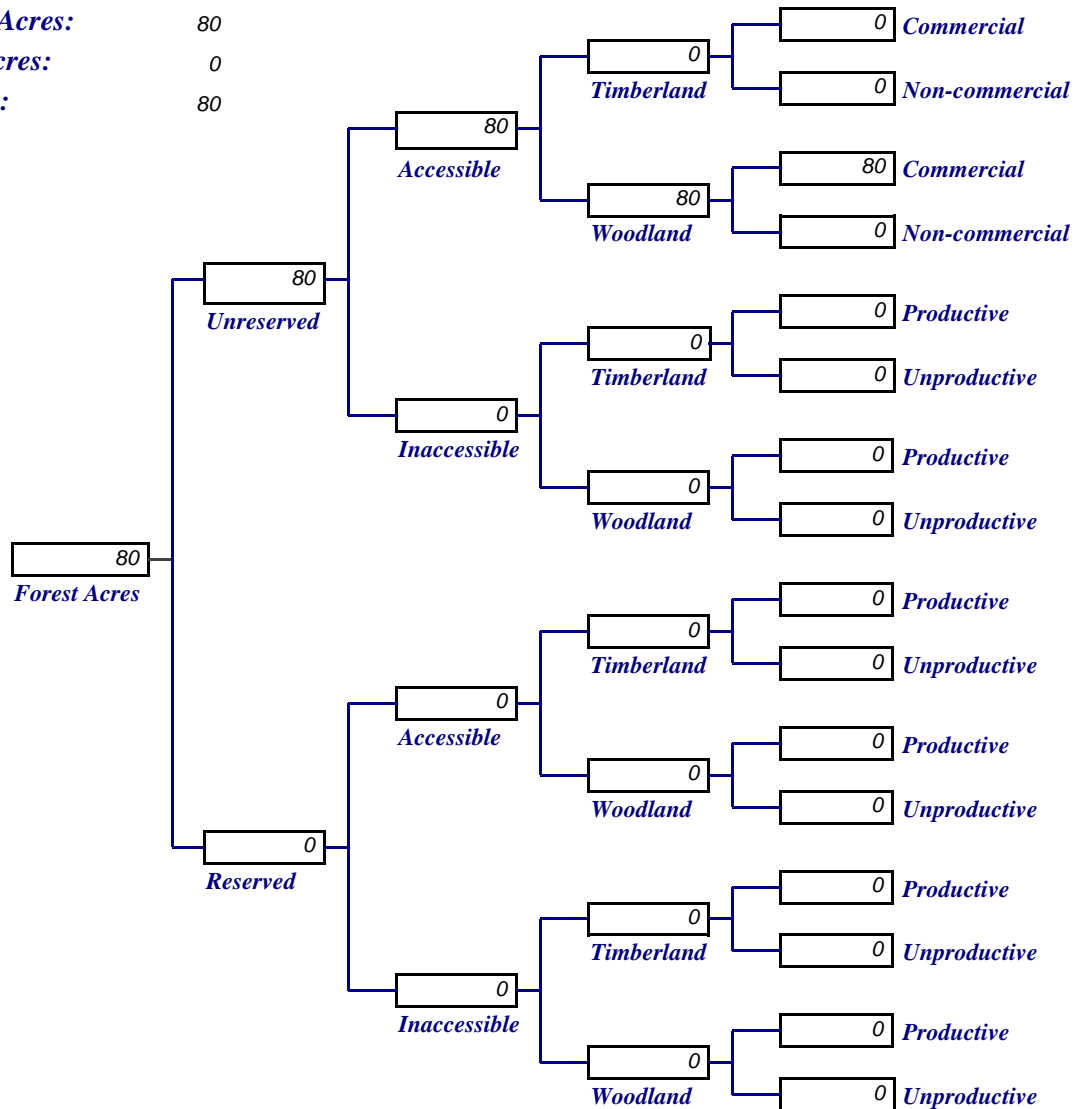 Acres: 80
cres: 0
: 80
0 Commercial
0 Timberland
0 Non-commercial
80 Accessible
80 Commercial
80 Woodland
0 Non-commercial
80 Unreserved
0 Productive
0 Timberland
0 Unproductive
0 Inaccessible
0 Productive
0 Woodland
0 Unproductive
80 Forest Acres
0 Productive
0 Timberland
0 Unproductive
0 Accessible
0 Productive
0 Woodland
0 Unproductive
0 Reserved
0 Productive
0 Timberland
0 Unproductive
0 Inaccessible
0 Productive
0 Woodland
0 Unproductive